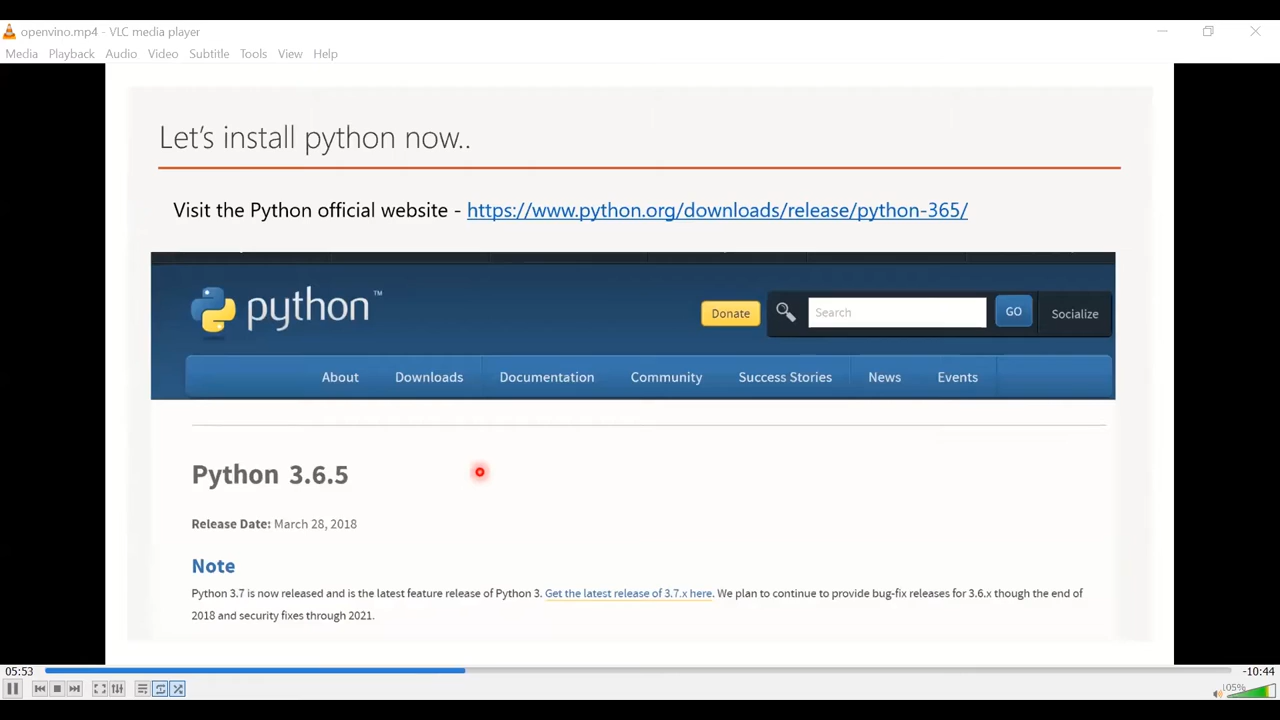 openvino.mp4 - VLC media player
Media Playback Audio Video Subtitle Tools View Help
Let's install python now..
Visit the Python official website - https://www.python.org/downloads/release/python-365/
python™
Donate Search GO Socialize
About Downloads Documentation Community Success Stories News Events
Python 3.6.5
Release Date: March 28, 2018
Note
Python 3.7 is now released and is the latest feature release of Python 3. Get the latest release of 3.7.x here. We plan to continue to provide bug-fix releases for 3.6.x though the end of
2018 and security fixes through 2021.
05:53 -10:44
105%